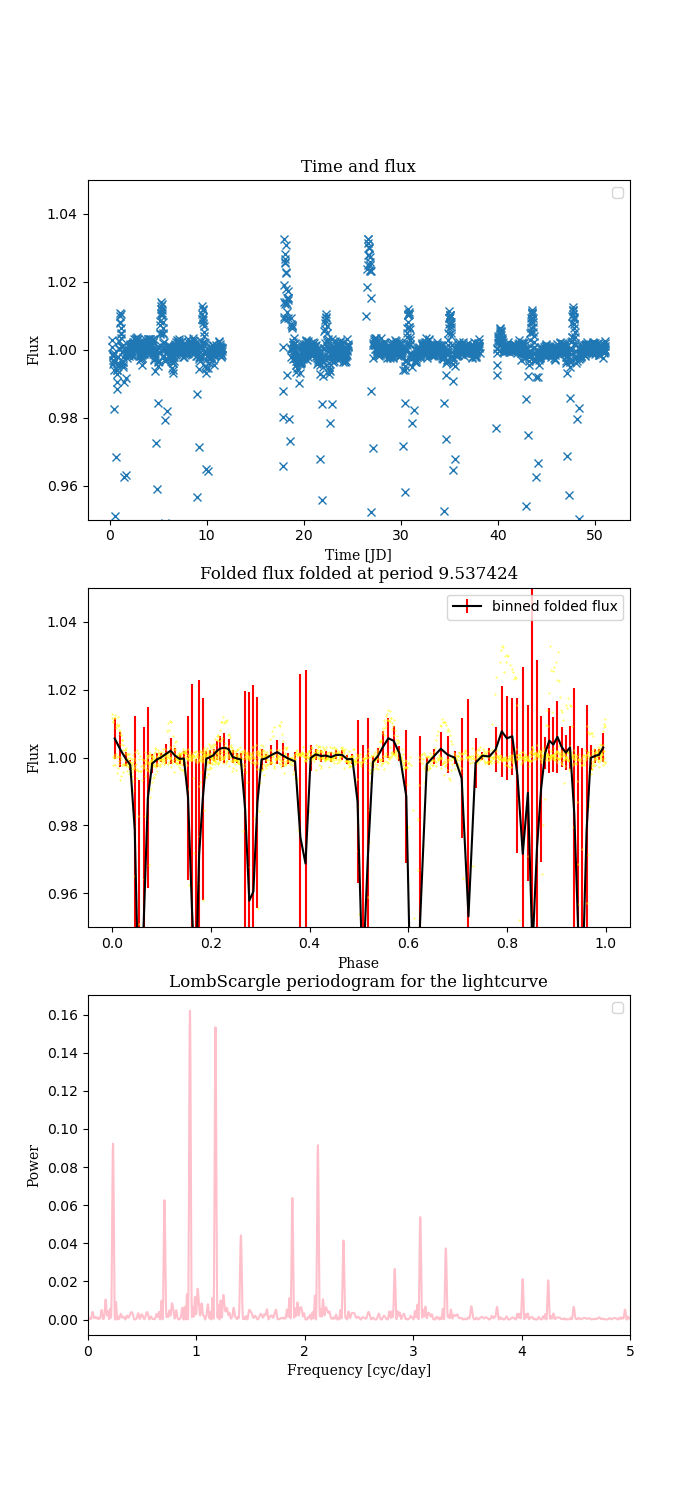 Time and flux
1.04
1.02
1.00
0.98
0.96
Flux
0 10 20 30 40 50
Time [JD]
Folded flux folded at period 9.537424
binned folded flux
1.04
1.02
1.00
0.98
0.96
Flux
0.0 0.2 0.4 0.6 0.8 1.0
Phase
LombScargle periodogram for the lightcurve
0.16
0.14
0.12
0.10
0.08
0.06
0.04
0.02
0.00
Power
0 1 2 3 4 5
Frequency [cyc/day]